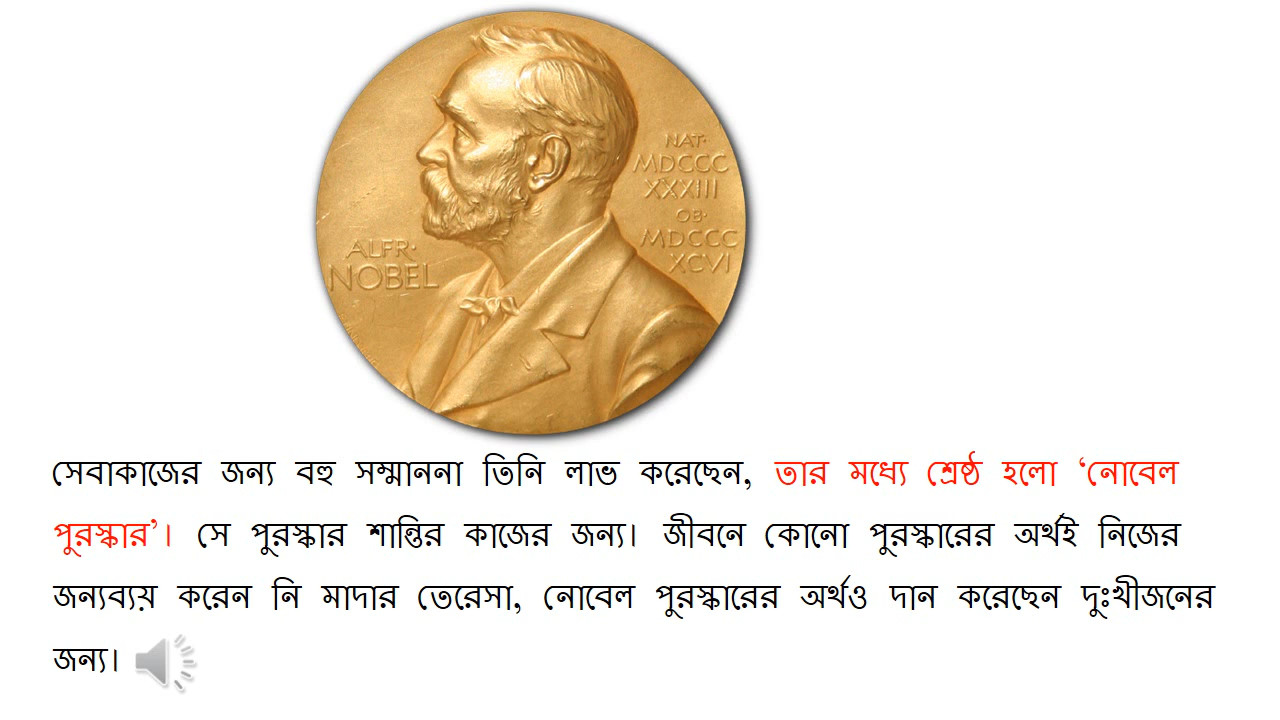 ALFR·
NOBEL
NAT·
MDCCC
XXXIII
OB·
MDCCC
XCVI
সেবাকাজের জন্য বহু সম্মাননা তিনি লাভ করেছেন, তার মধ্যে শ্রেষ্ঠ হলো ‘নোবেল
পুরস্কার’। সে পুরস্কার শান্তির কাজের জন্য। জীবনে কোনো পুরস্কারের অর্থই নিজের
জন্যব্যয় করেন নি মাদার তেরেসা, নোবেল পুরস্কারের অর্থও দান করেছেন দুঃখীজনের
জন্য।